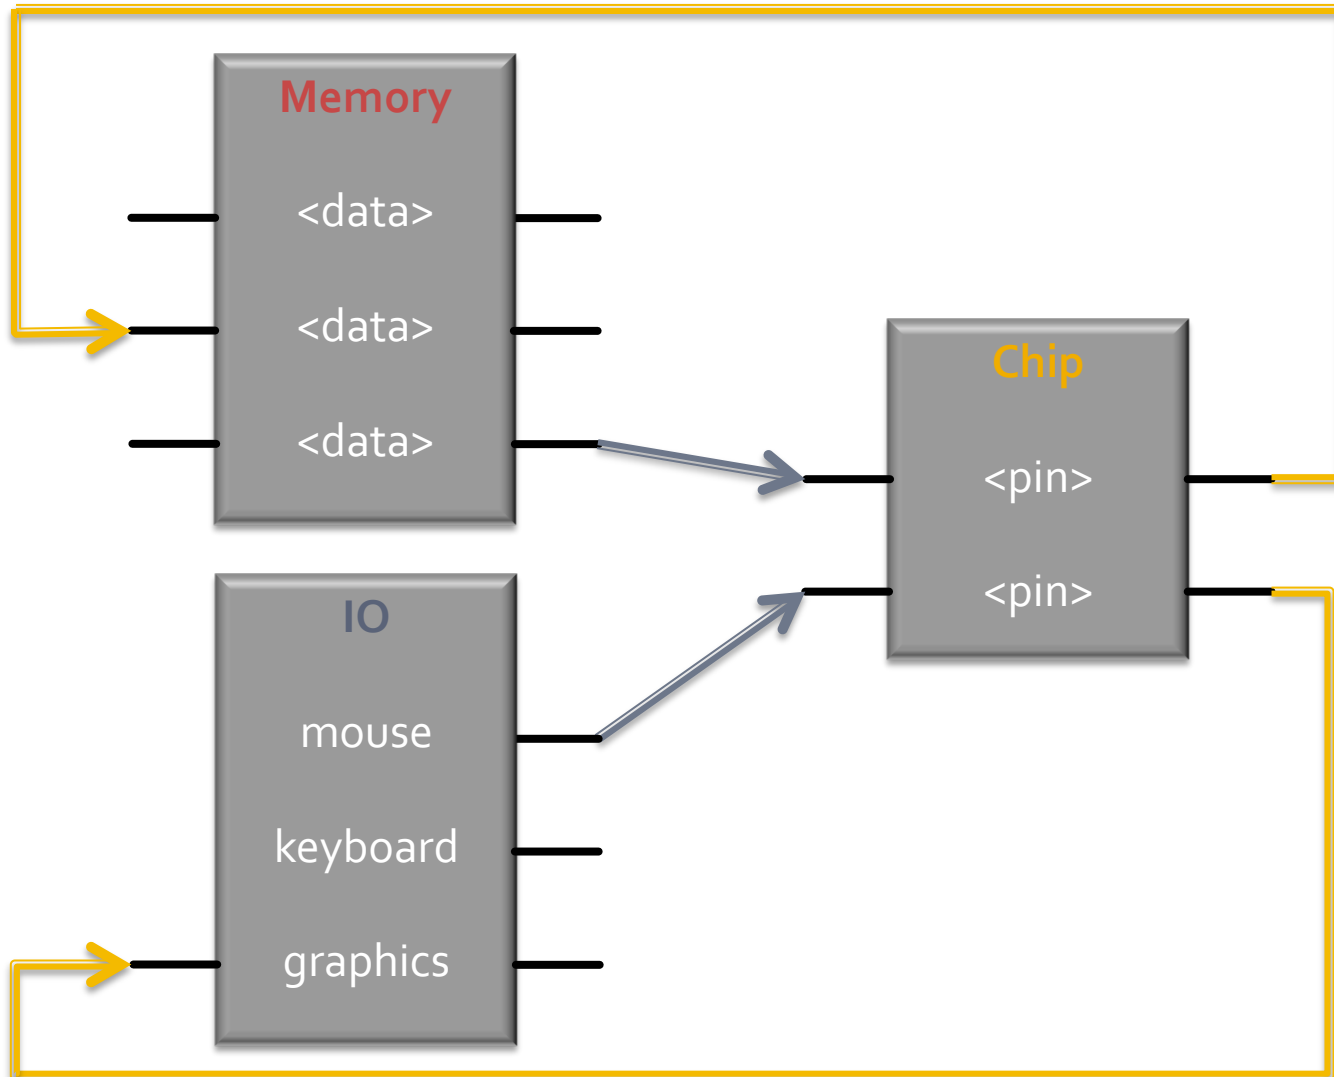 Memory
<data>
<data>
<data>
Chip
<pin>
<pin>
IO
mouse
keyboard
graphics